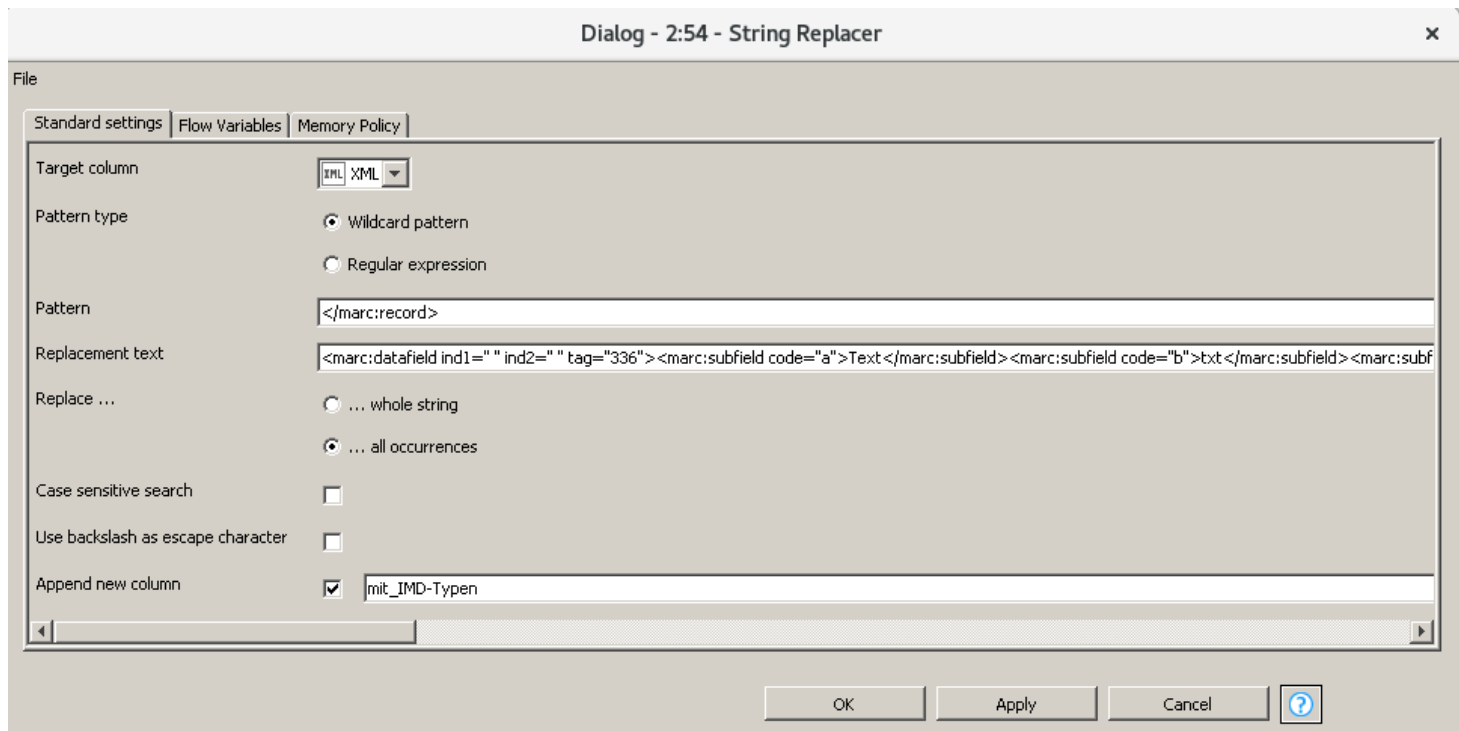 Dialog - 2:54 - String Replacer
×
File
Standard settings Flow Variables Memory Policy
Target column XML XML
Pattern type Wildcard pattern
Regular expression
Pattern </marc:record>
Replacement text <marc:datafield ind1=" " ind2=" " tag="336"><marc:subfield code="a">Text</marc:subfield><marc:subfield code="b">txt</marc:subfield><marc:subf
Replace ... ... whole string
... all occurrences
Case sensitive search
Use backslash as escape character
Append new column mit_IMD-Typen
OK Apply Cancel ?